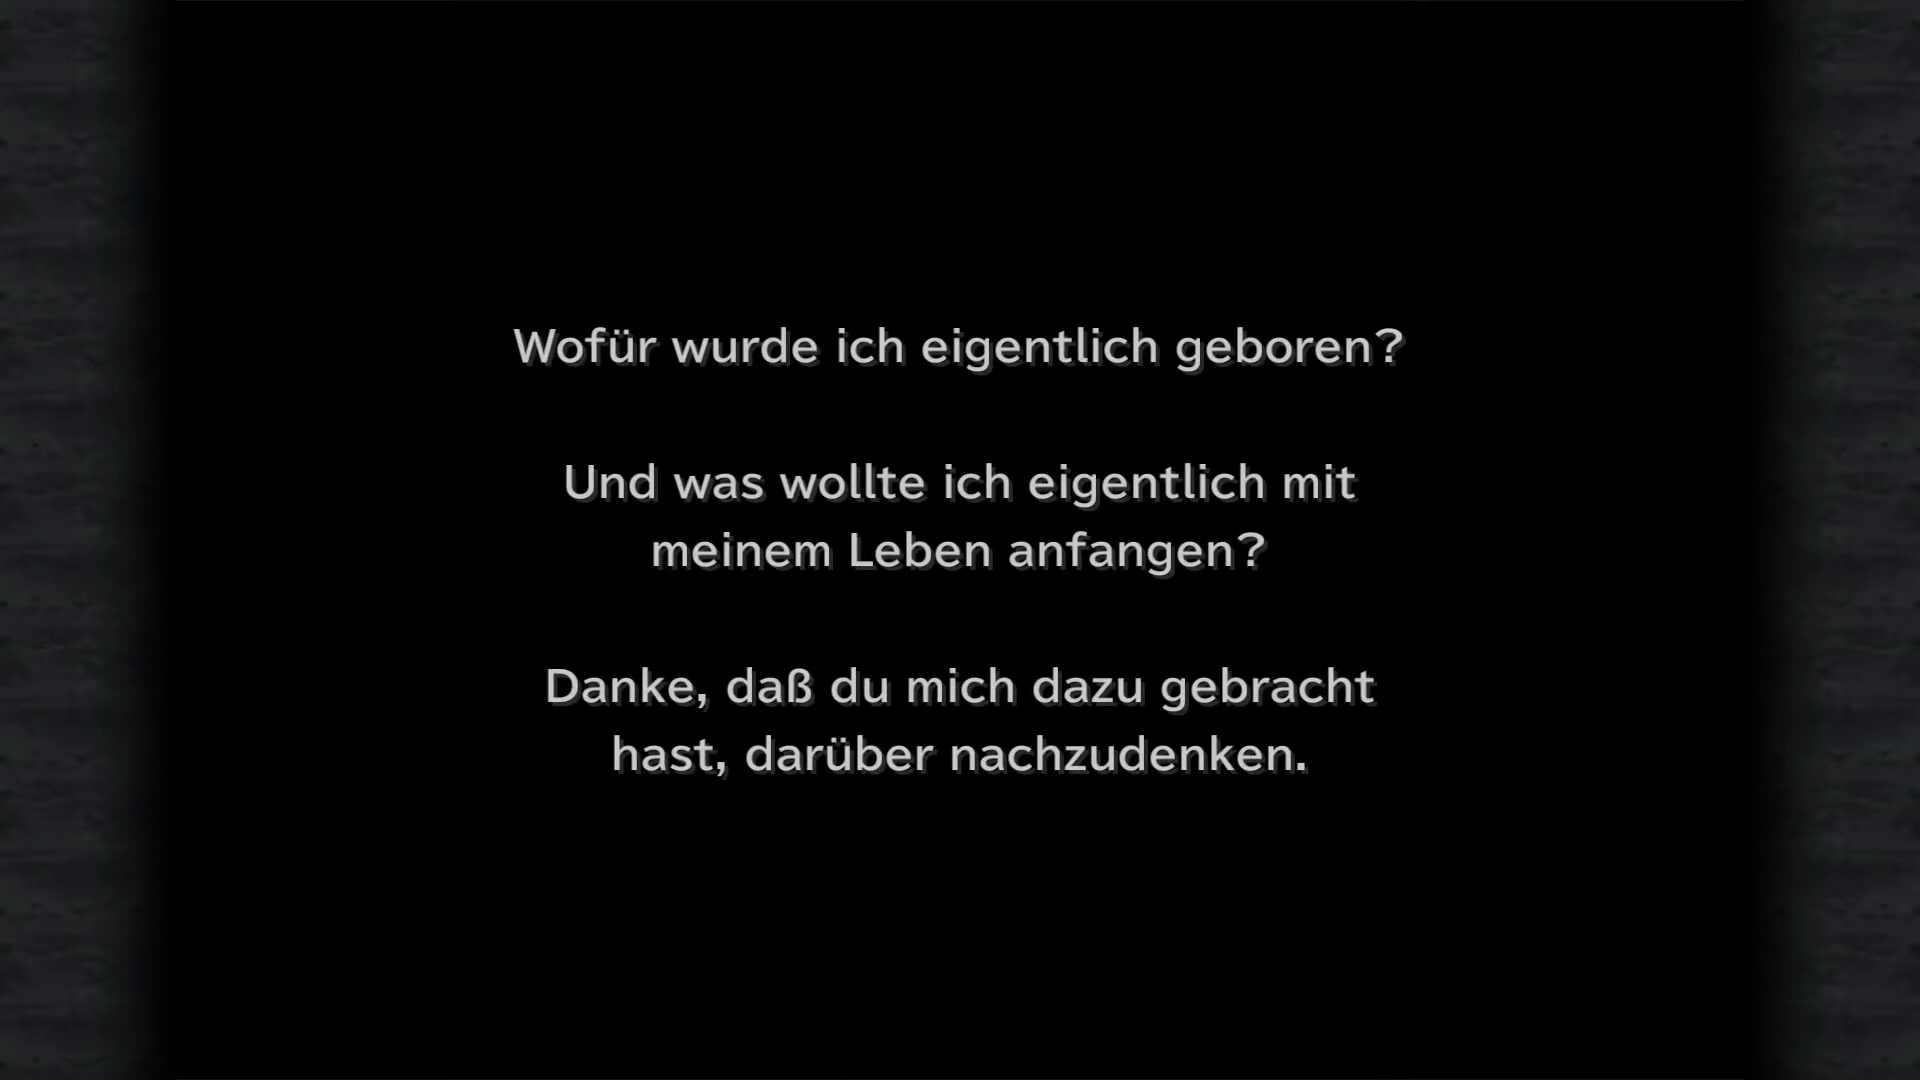 Wofür wurde ich eigentlich geboren?
Und was wollte ich eigentlich mit
meinem Leben anfangen?
Danke, daß du mich dazu gebracht
hast, darüber nachzudenken.